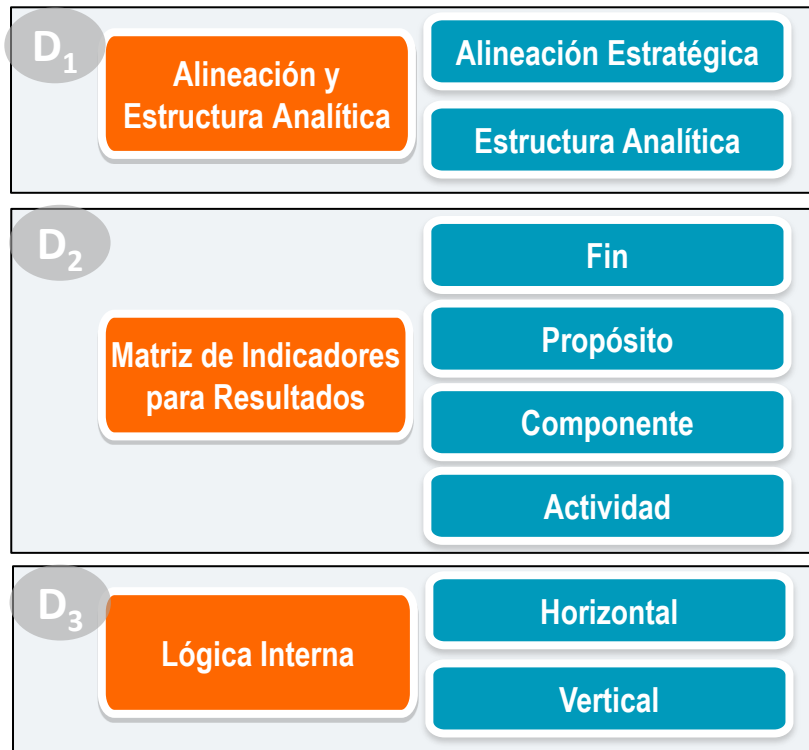 D1
Alineación y
Estructura Analítica
Alineación Estratégica
Estructura Analítica
D2
Matriz de Indicadores
para Resultados
Fin
Propósito
Componente
Actividad
D3
Lógica Interna
Horizontal
Vertical